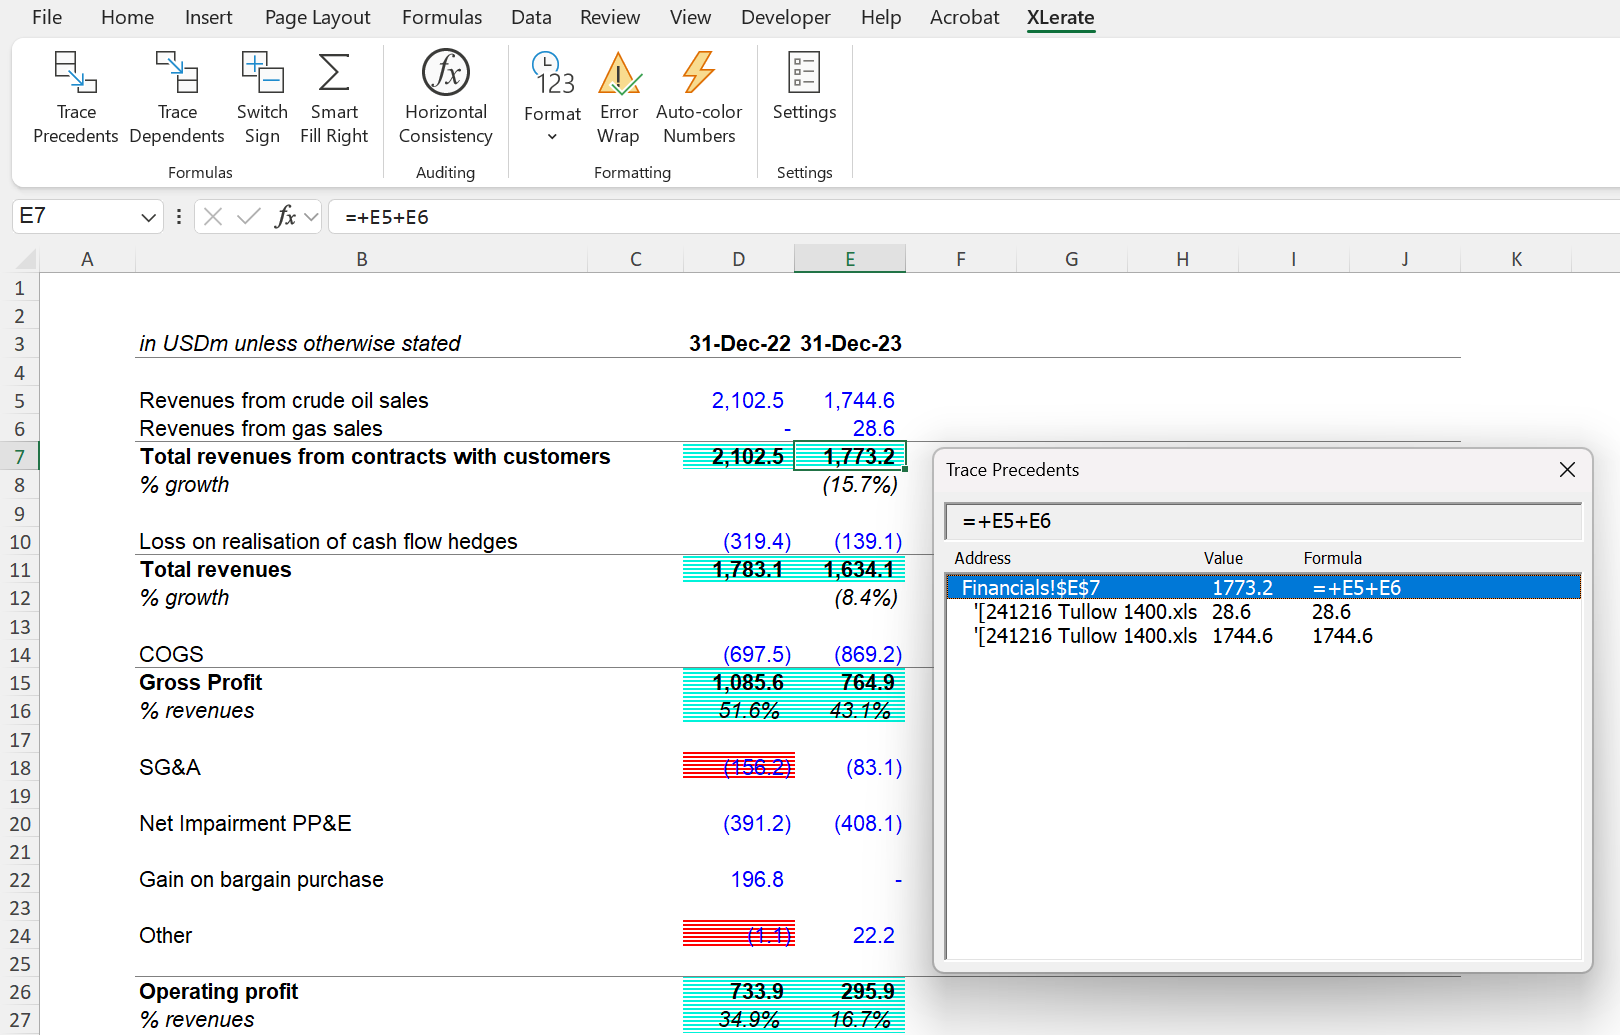 File Home Insert Page Layout Formulas Data Review View Developer Help Acrobat XLerate
Trace Precedents
Trace Dependents
Switch Sign
Smart Fill Right
Formulas
fx
Horizontal Consistency
Auditing
123
Format
Error Wrap
Auto-color Numbers
Formatting
Settings
Settings
E7 fx =+E5+E6
A B C D E F G H I J K
1
2
3 in USDm unless otherwise stated 31-Dec-22 31-Dec-23
4
5 Revenues from crude oil sales 2,102.5 1,744.6
6 Revenues from gas sales - 28.6
7 Total revenues from contracts with customers 2,102.5 1,773.2
8 % growth (15.7%)
9
10 Loss on realisation of cash flow hedges (319.4) (139.1)
11 Total revenues 1,783.1 1,634.1
12 % growth (8.4%)
13
14 COGS (697.5) (869.2)
15 Gross Profit 1,085.6 764.9
16 % revenues 51.6% 43.1%
17
18 SG&A (156.2) (83.1)
19
20 Net Impairment PP&E (391.2) (408.1)
21
22 Gain on bargain purchase 196.8 -
23
24 Other (1.1) 22.2
25
26 Operating profit 733.9 295.9
27 % revenues 34.9% 16.7%
Trace Precedents
=+E5+E6
Address Value Formula
Financials!$E$7 1773.2 =+E5+E6
'[241216 Tullow 1400.xls 28.6 28.6
'[241216 Tullow 1400.xls 1744.6 1744.6